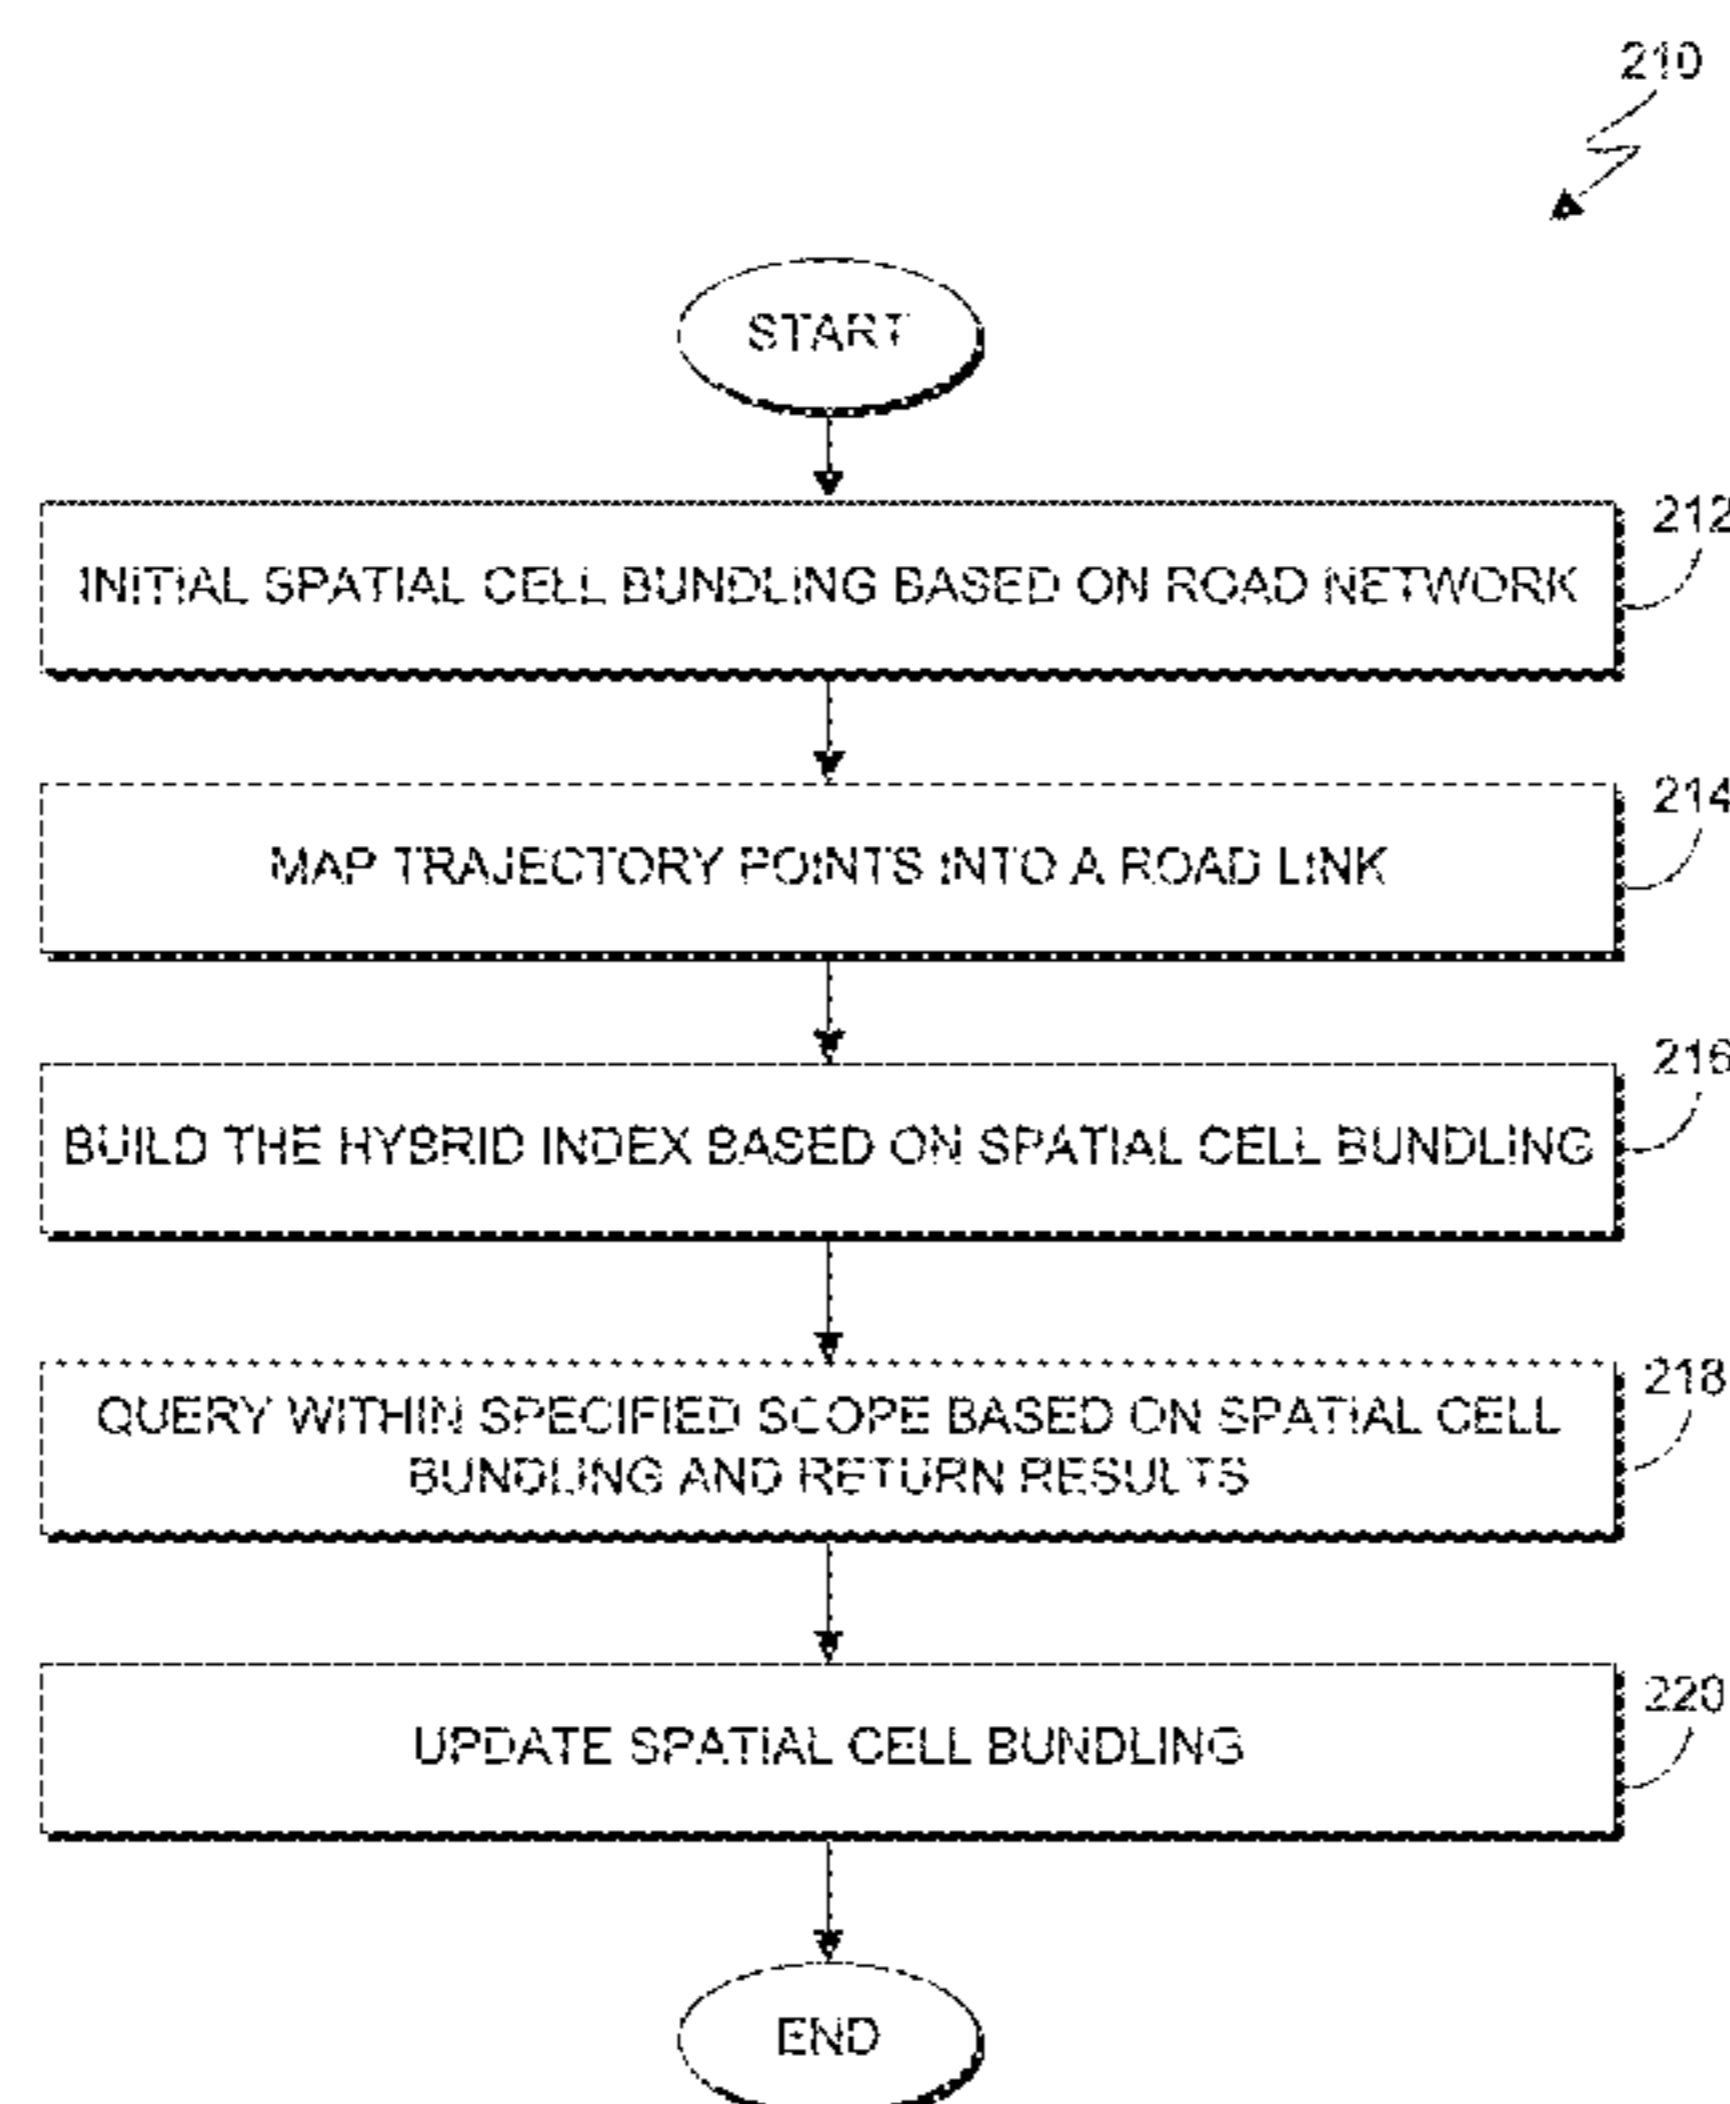 210
START
212
INITIAL SPATIAL CELL BUNDLING BASED ON ROAD NETWORK
214
MAP TRAJECTORY POINTS INTO A ROAD LINK
216
BUILD THE HYBRID INDEX BASED ON SPATIAL CELL BUNDLING
218
QUERY WITHIN SPECIFIED SCOPE BASED ON SPATIAL CELL
BUNDLING AND RETURN RESULTS
220
UPDATE SPATIAL CELL BUNDLING
END